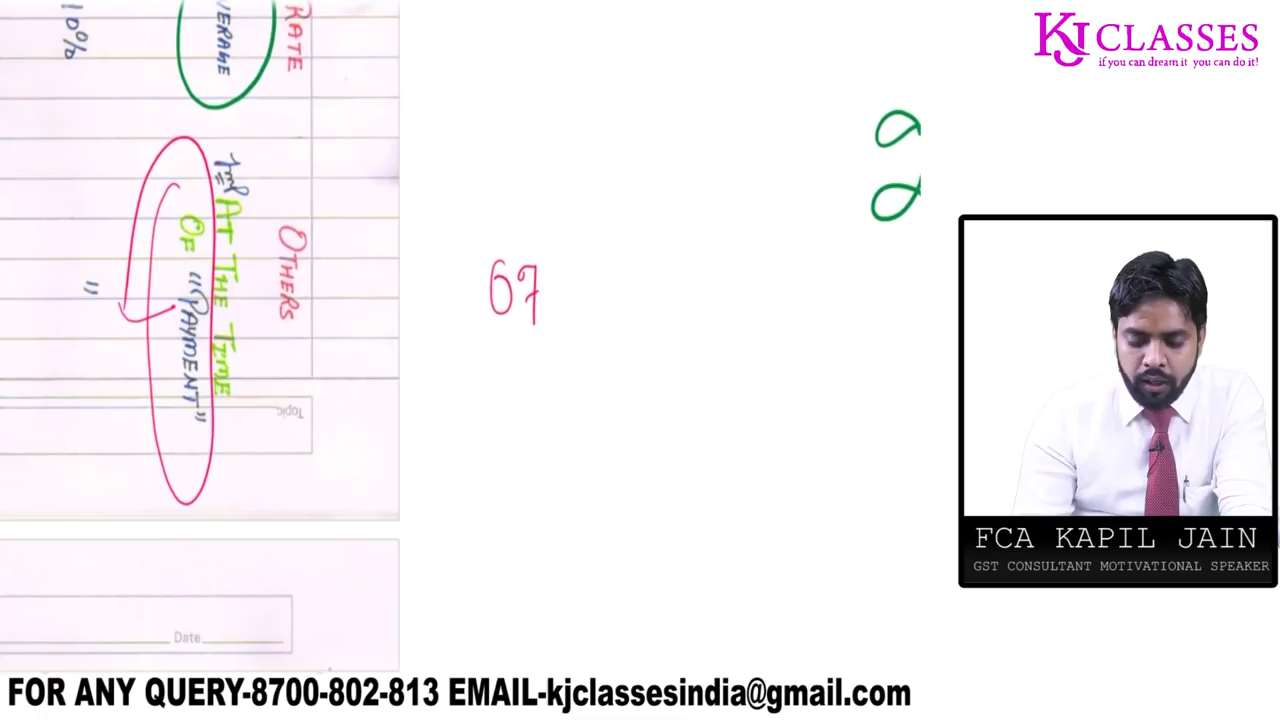 RATE
VERAGE
10%
OTHERS
AT THE TIME
OF "PAYMENT"
"
Topic
Date
67
KJ CLASSES
if you can dream it you can do it!
FCA KAPIL JAIN
GST CONSULTANT MOTIVATIONAL SPEAKER
FOR ANY QUERY-8700-802-813 EMAIL-kjclassesindia@gmail.com